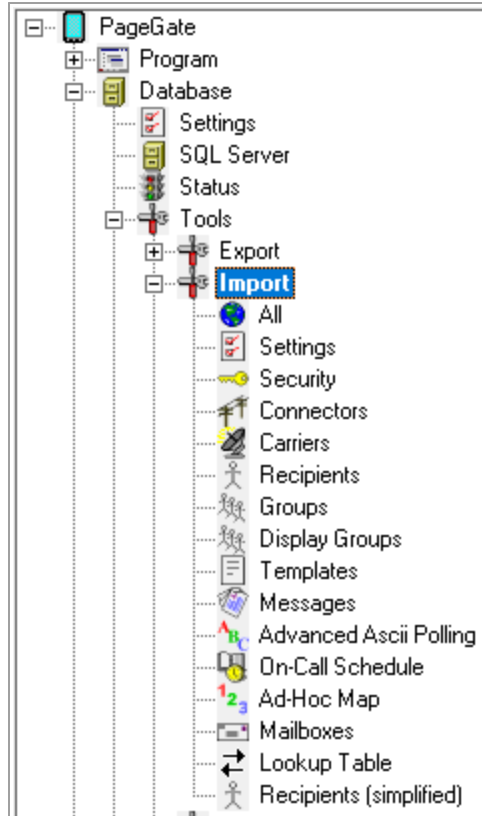 PageGate
Program
Database
Settings
SQL Server
Status
Tools
Export
Import
All
Settings
Security
Connectors
Carriers
Recipients
Groups
Display Groups
Templates
Messages
Advanced Ascii Polling
On-Call Schedule
Ad-Hoc Map
Mailboxes
Lookup Table
Recipients (simplified)